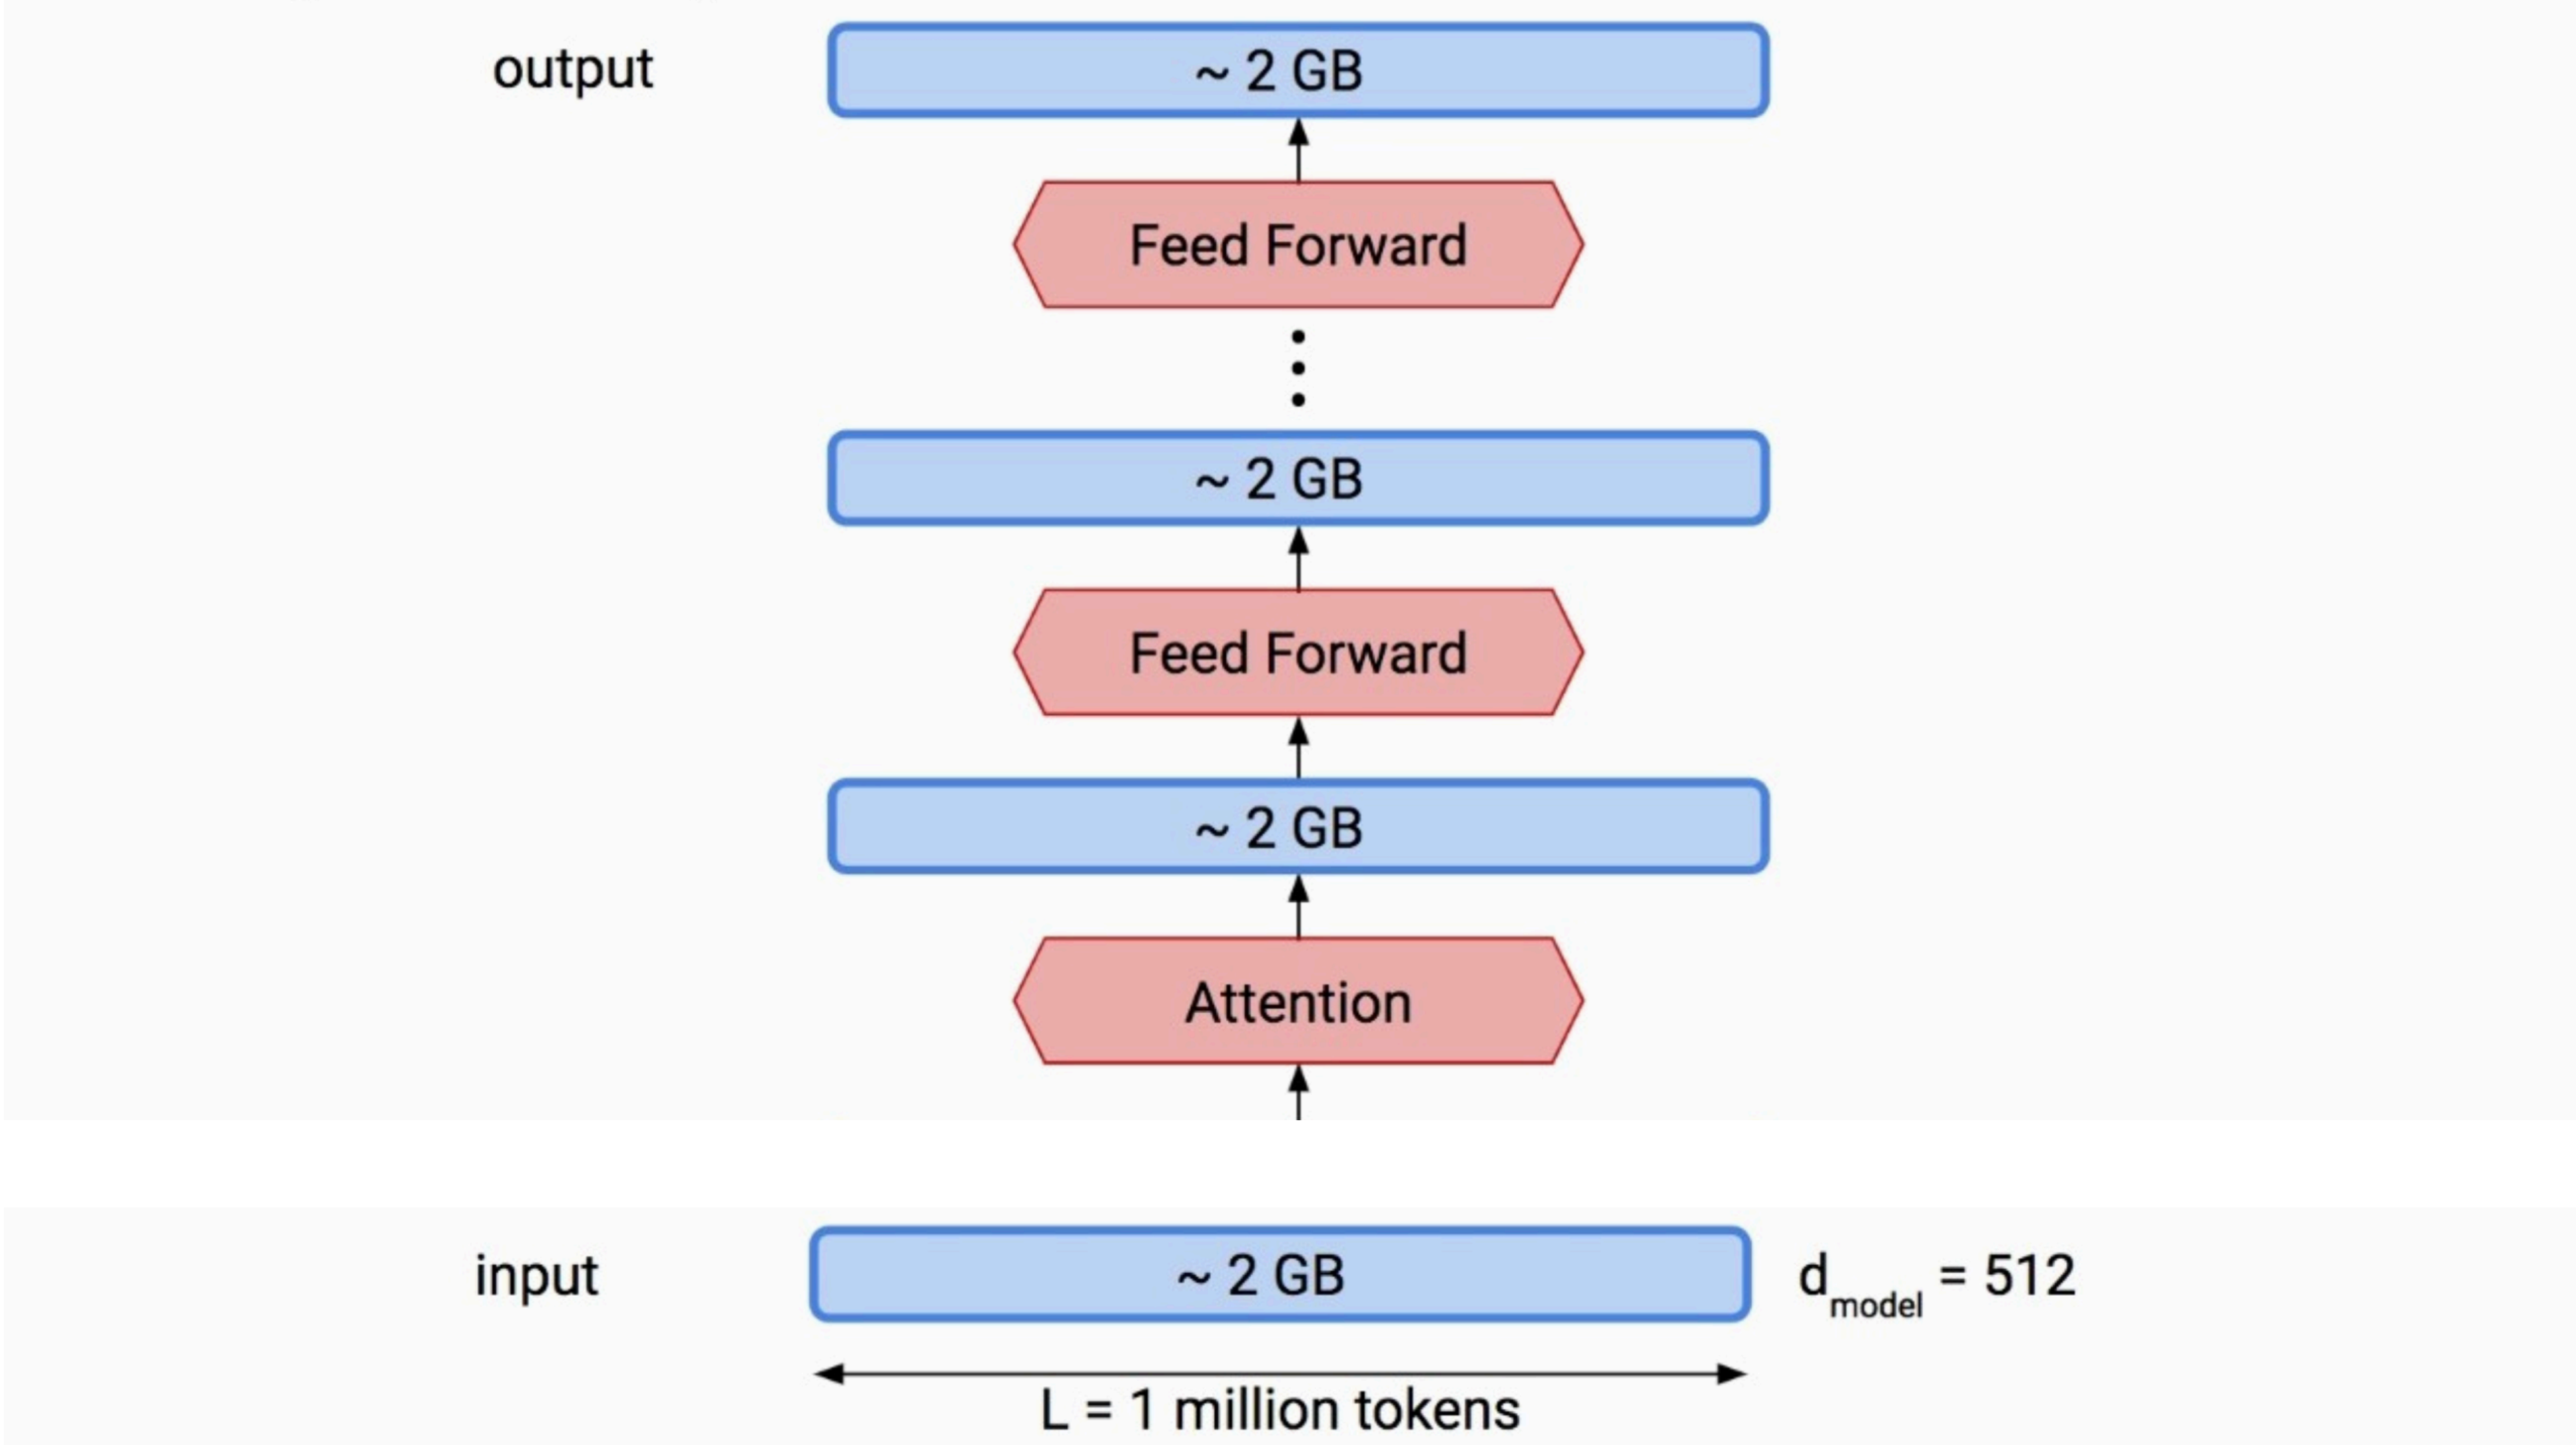 output
~ 2 GB
Feed Forward
~ 2 GB
Feed Forward
~ 2 GB
Attention
input
~ 2 GB
d_model = 512
L = 1 million tokens